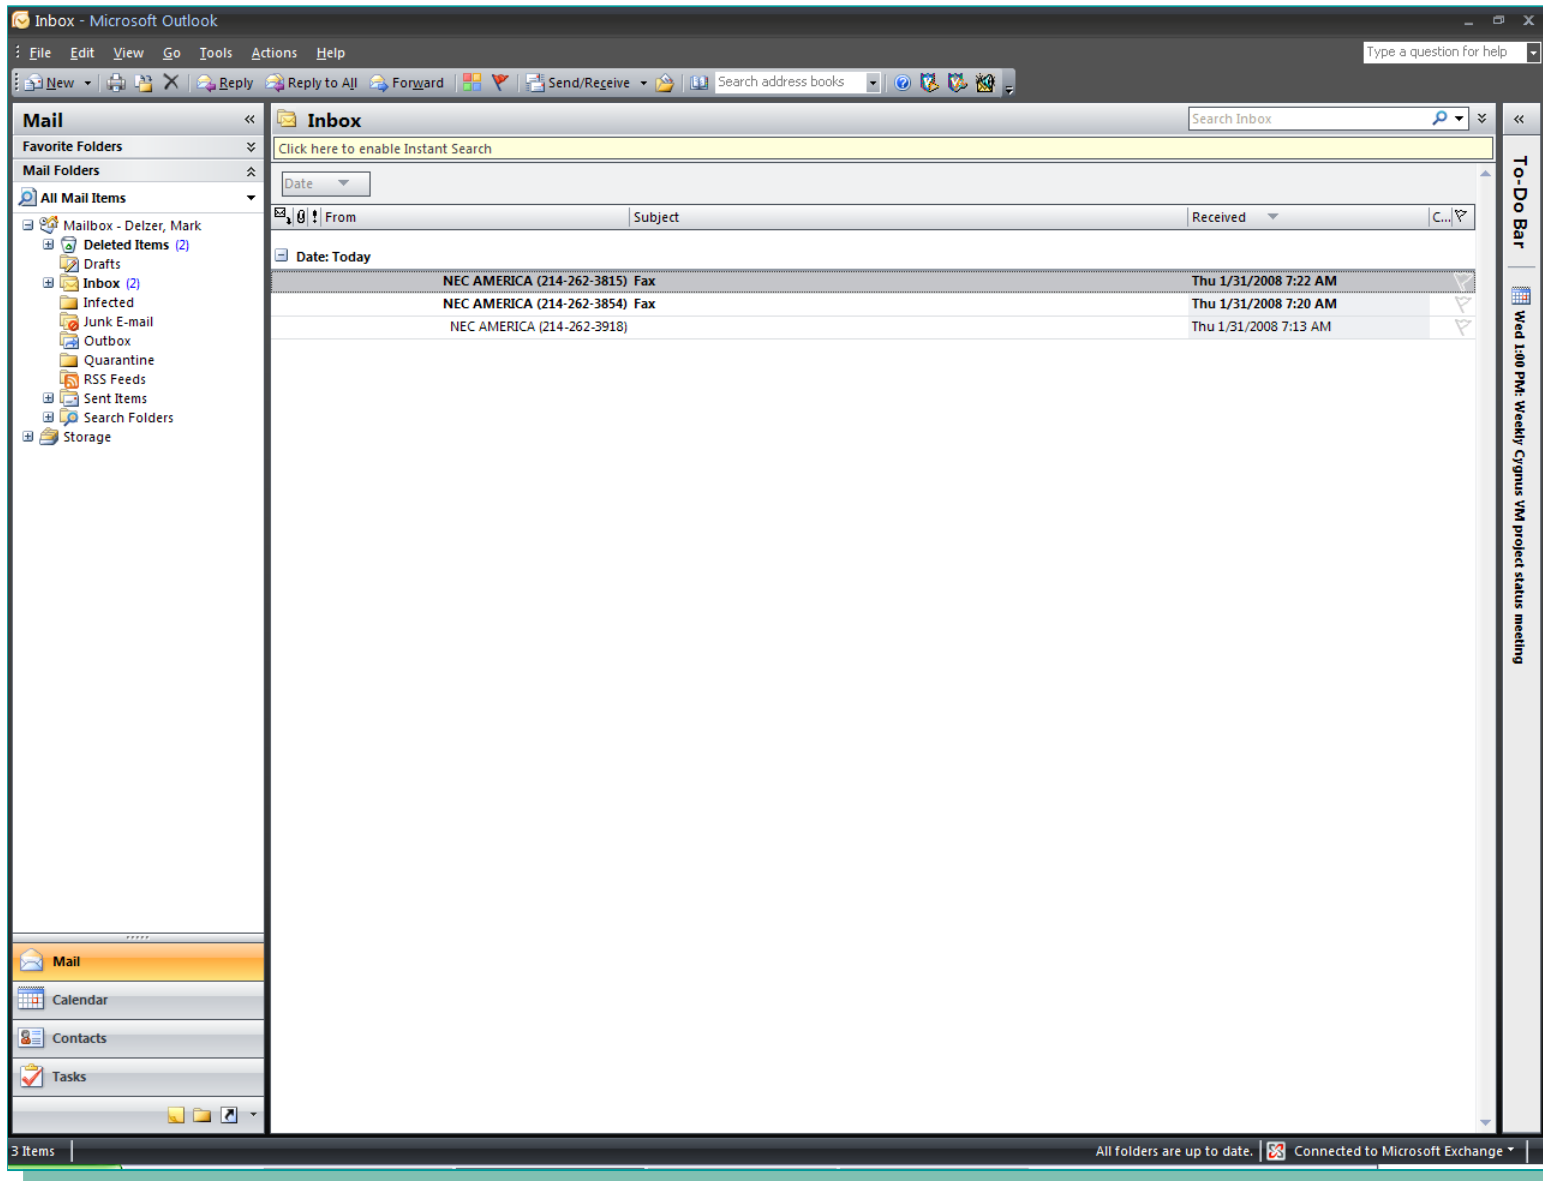 Inbox - Microsoft Outlook
File Edit View Go Tools Actions Help
Type a question for help
New Reply Reply to All Forward Send/Receive Search address books
Mail
Favorite Folders
Mail Folders
All Mail Items
Mailbox - Delzer, Mark
Deleted Items (2)
Drafts
Inbox (2)
Infected
Junk E-mail
Outbox
Quarantine
RSS Feeds
Sent Items
Search Folders
Storage
Mail
Calendar
Contacts
Tasks
Inbox
Search Inbox
Click here to enable Instant Search
Date
From Subject Received C...
Date: Today
NEC AMERICA (214-262-3815) Fax Thu 1/31/2008 7:22 AM
NEC AMERICA (214-262-3854) Fax Thu 1/31/2008 7:20 AM
NEC AMERICA (214-262-3918) Thu 1/31/2008 7:13 AM
To-Do Bar
Wed 1:00 PM: Weekly Cygnus VM project status meeting
3 Items
All folders are up to date. Connected to Microsoft Exchange